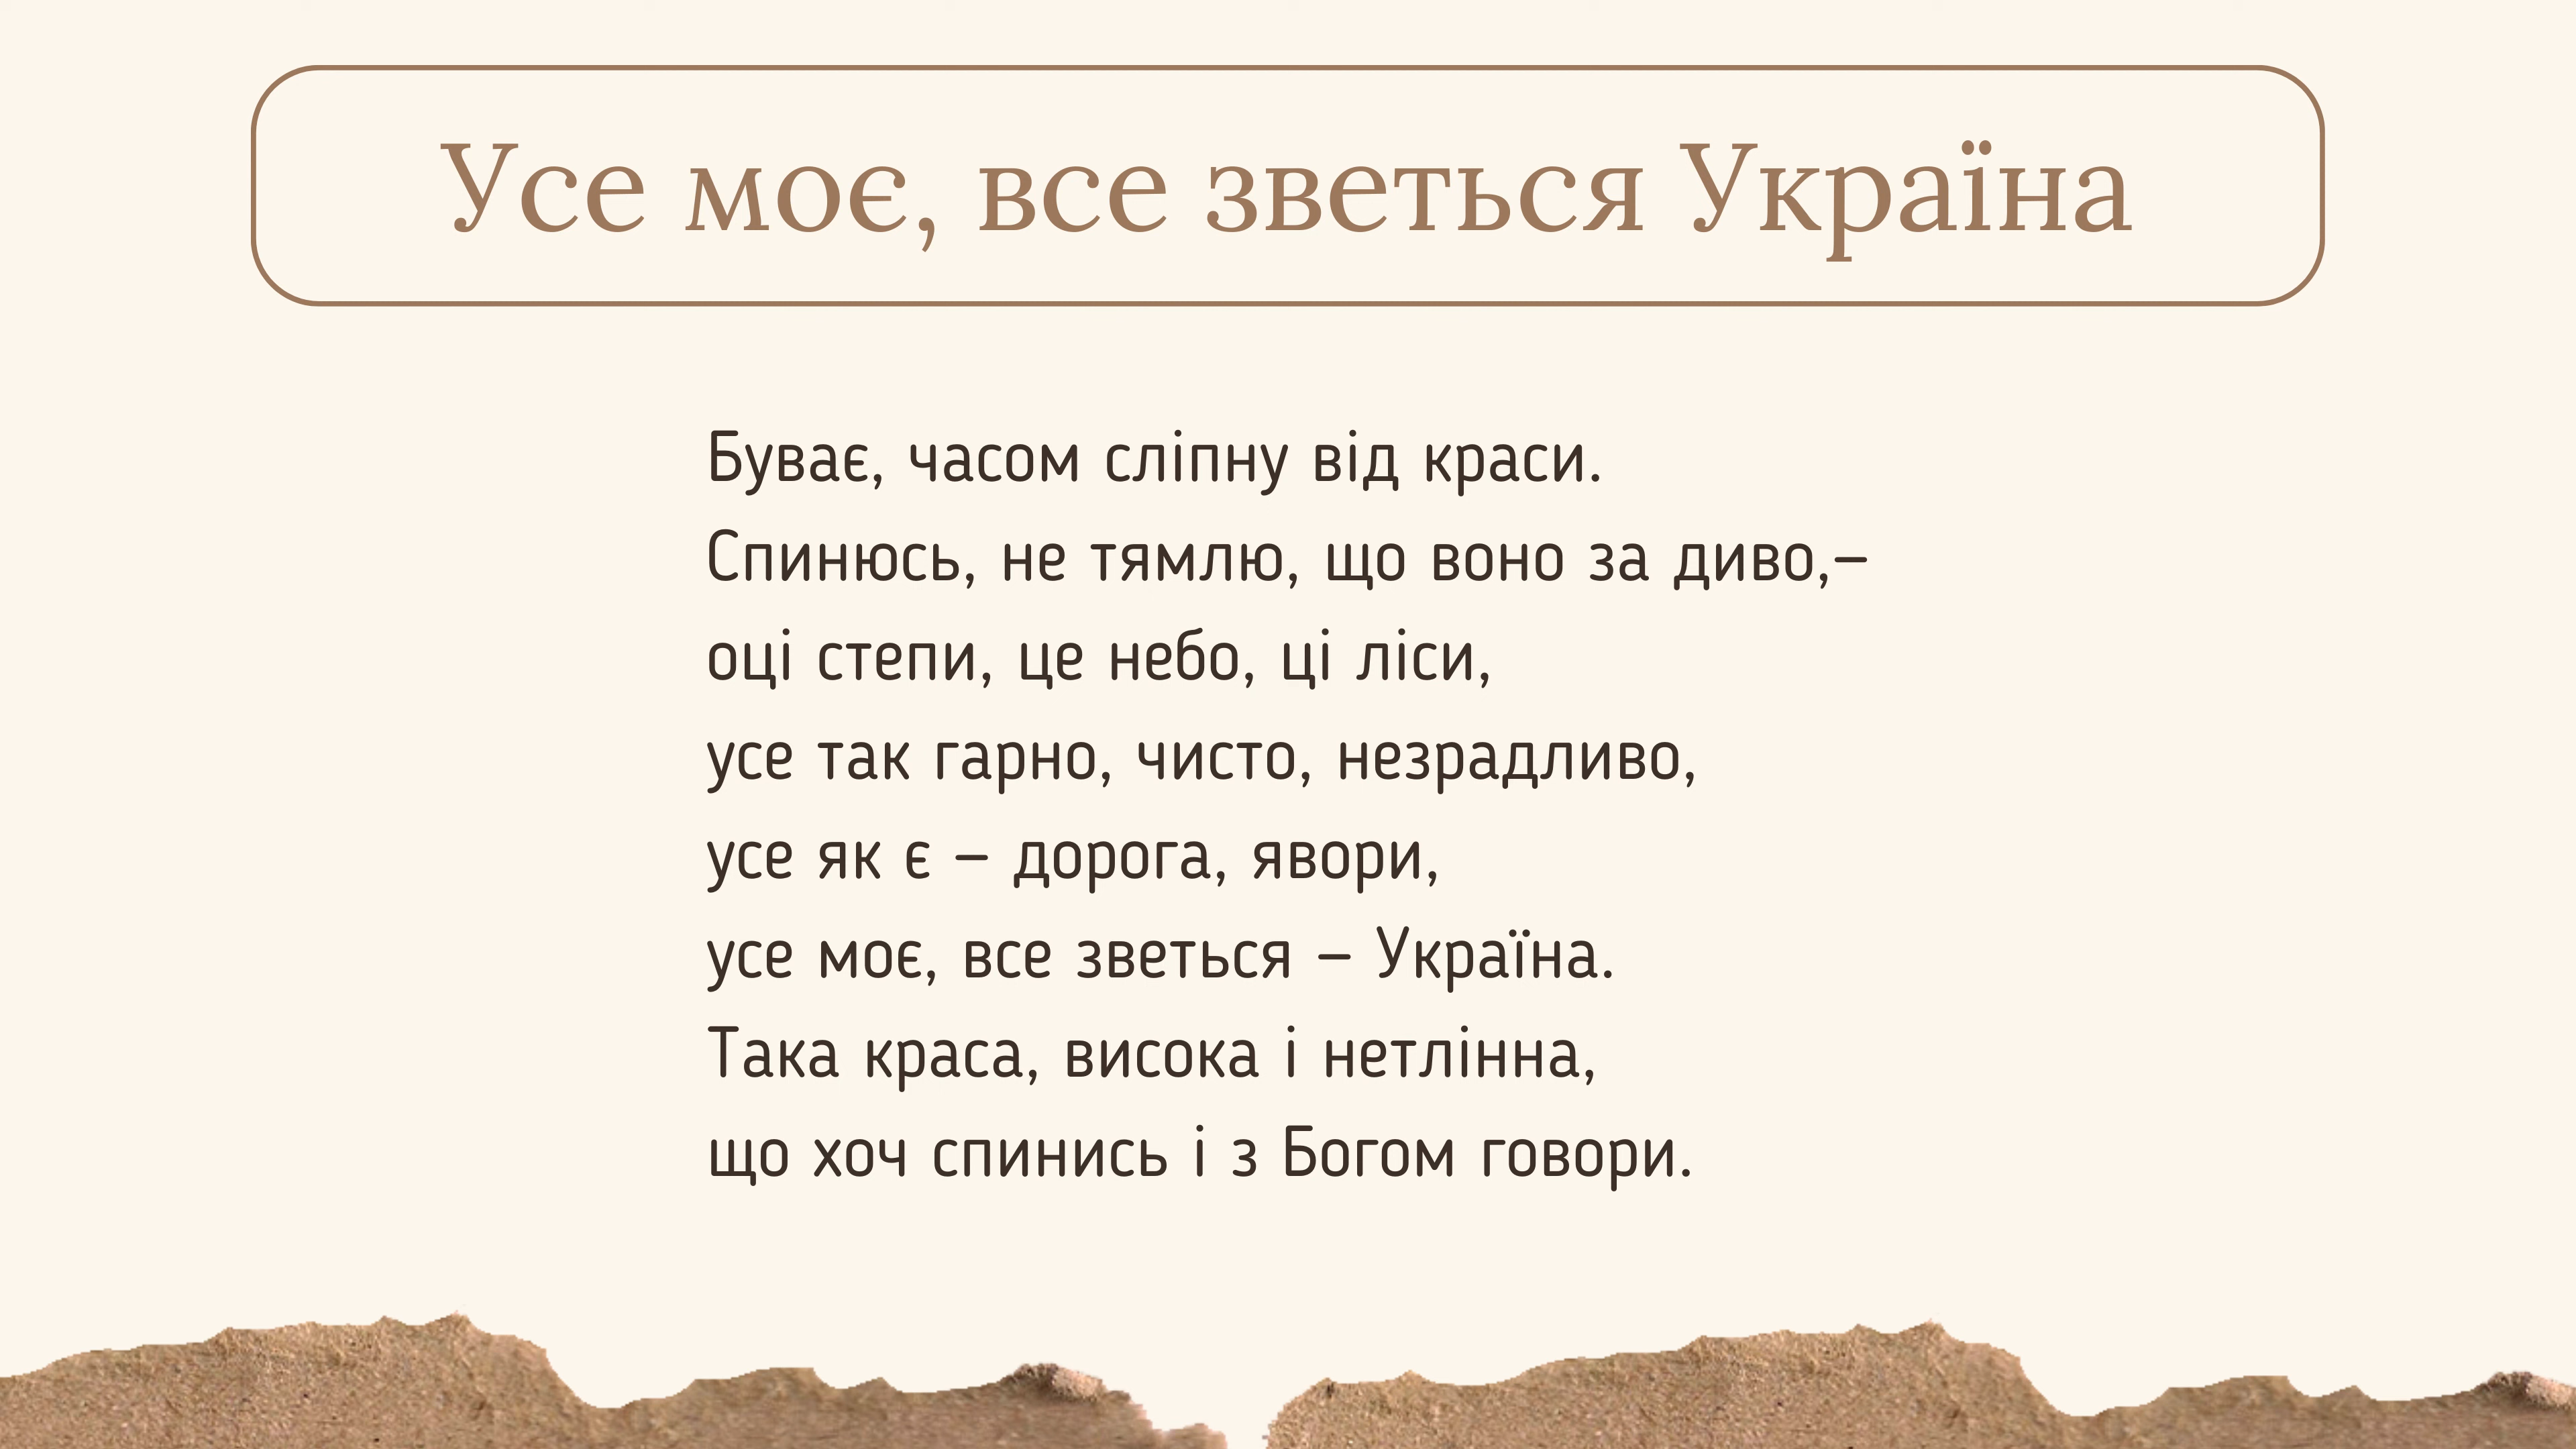 Усе моє, все зветься Україна
Буває, часом сліпну від краси.
Спинюсь, не тямлю, що воно за диво,–
оці степи, це небо, ці ліси,
усе так гарно, чисто, незрадливо,
усе як є – дорога, явори,
усе моє, все зветься – Україна.
Така краса, висока і нетлінна,
що хоч спинись і з Богом говори.